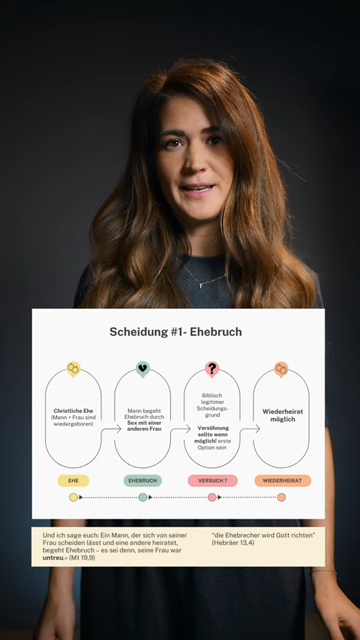 Scheidung #1- Ehebruch
Christliche Ehe
(Mann + Frau sind
wiedergeboren)
Mann begeht
Ehebruch durch
Sex mit einer
anderen Frau
Biblisch
legitimer
Scheidungs-
grund
Versöhnung
sollte wenn
möglich! erste
Option sein
Wiederheirat
möglich
EHE
EHEBRUCH
VERSUCH ?
WIEDERHEIRAT
Und ich sage euch: Ein Mann, der sich von seiner
Frau scheiden lässt und eine andere heiratet,
begeht Ehebruch – es sei denn, seine Frau war
untreu.« (Mt 19,9)
"die Ehebrecher wird Gott richten"
(Hebräer 13,4)